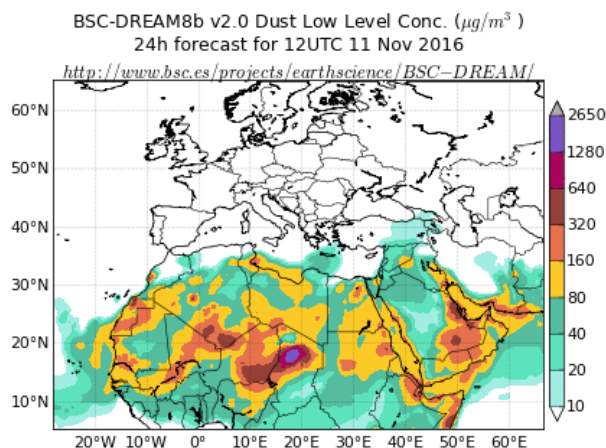 BSC-DREAM8b v2.0 Dust Low Level Conc. (μg/m³ )
24h forecast for 12UTC 11 Nov 2016
http://www.bsc.es/projects/earthscience/BSC−DREAM/
60°N
50°N
40°N
30°N
20°N
10°N
20°W 10°W 0° 10°E 20°E 30°E 40°E 50°E 60°E
2650
1280
640
320
160
80
40
20
10